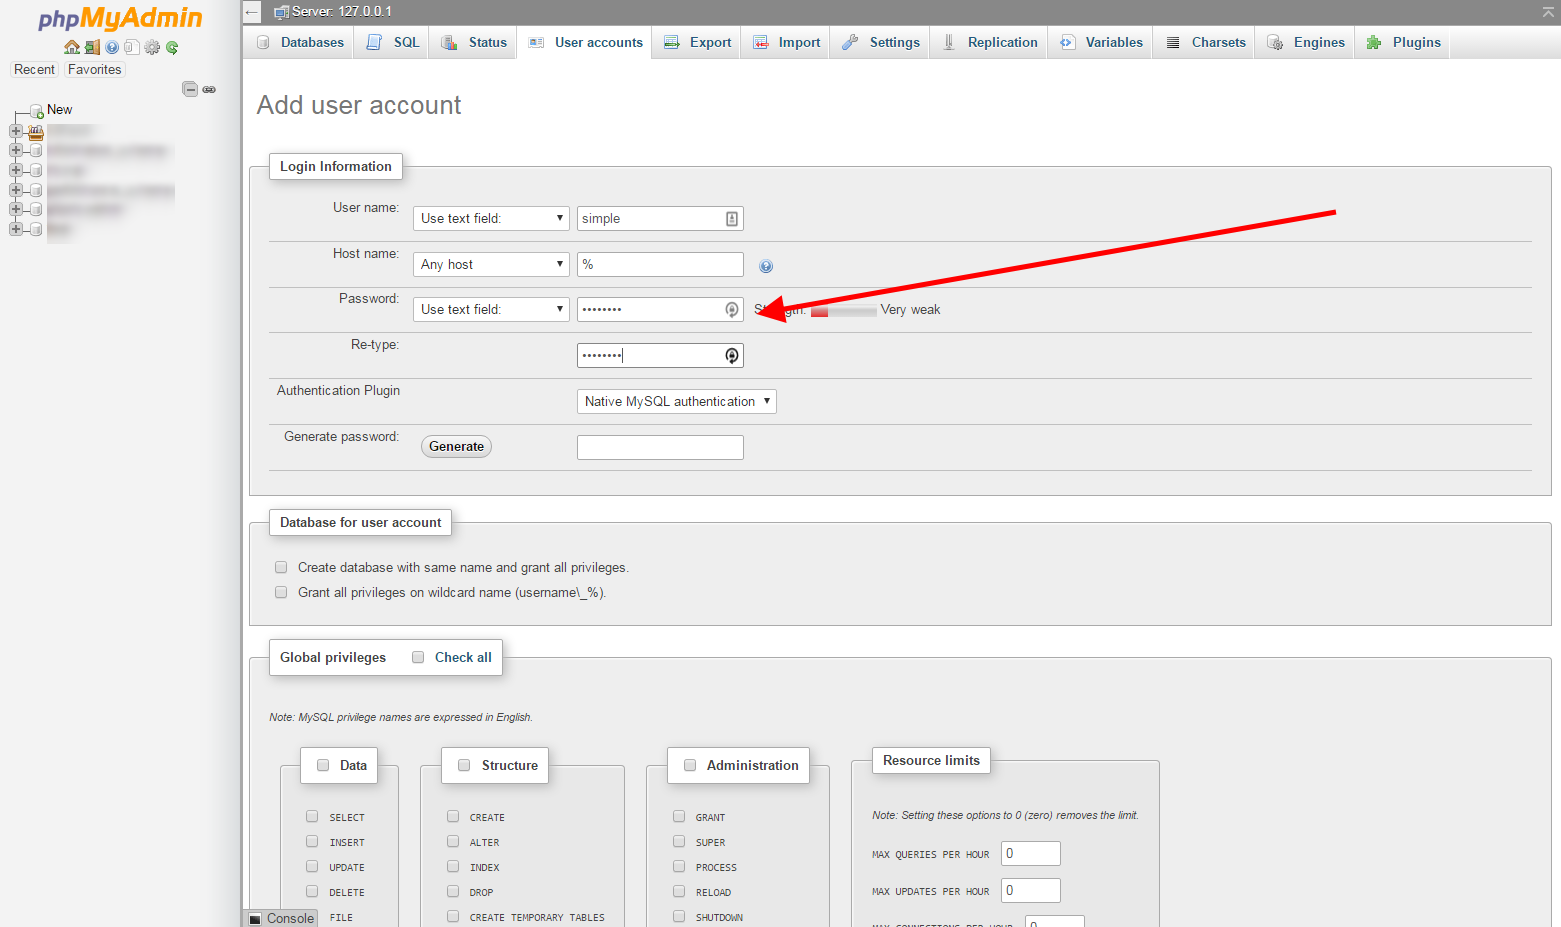 phpMyAdmin
Server: 127.0.0.1
Databases SQL Status User accounts Export Import Settings Replication Variables Charsets Engines Plugins
Recent Favorites
New
Add user account
Login Information
User name: Use text field: simple
Host name: Any host %
Password: Use text field: •••••••• Very weak
Re-type: ••••••••
Authentication Plugin Native MySQL authentication
Generate password: Generate
Database for user account
Create database with same name and grant all privileges.
Grant all privileges on wildcard name (username\_%).
Global privileges Check all
Note: MySQL privilege names are expressed in English.
Data Structure Administration Resource limits
Note: Setting these options to 0 (zero) removes the limit.
SELECT CREATE GRANT
INSERT ALTER SUPER
MAX QUERIES PER HOUR 0
UPDATE INDEX PROCESS
DELETE DROP RELOAD
MAX UPDATES PER HOUR 0
FILE CREATE TEMPORARY TABLES SHUTDOWN
MAX CONNECTIONS PER HOUR 0
Console